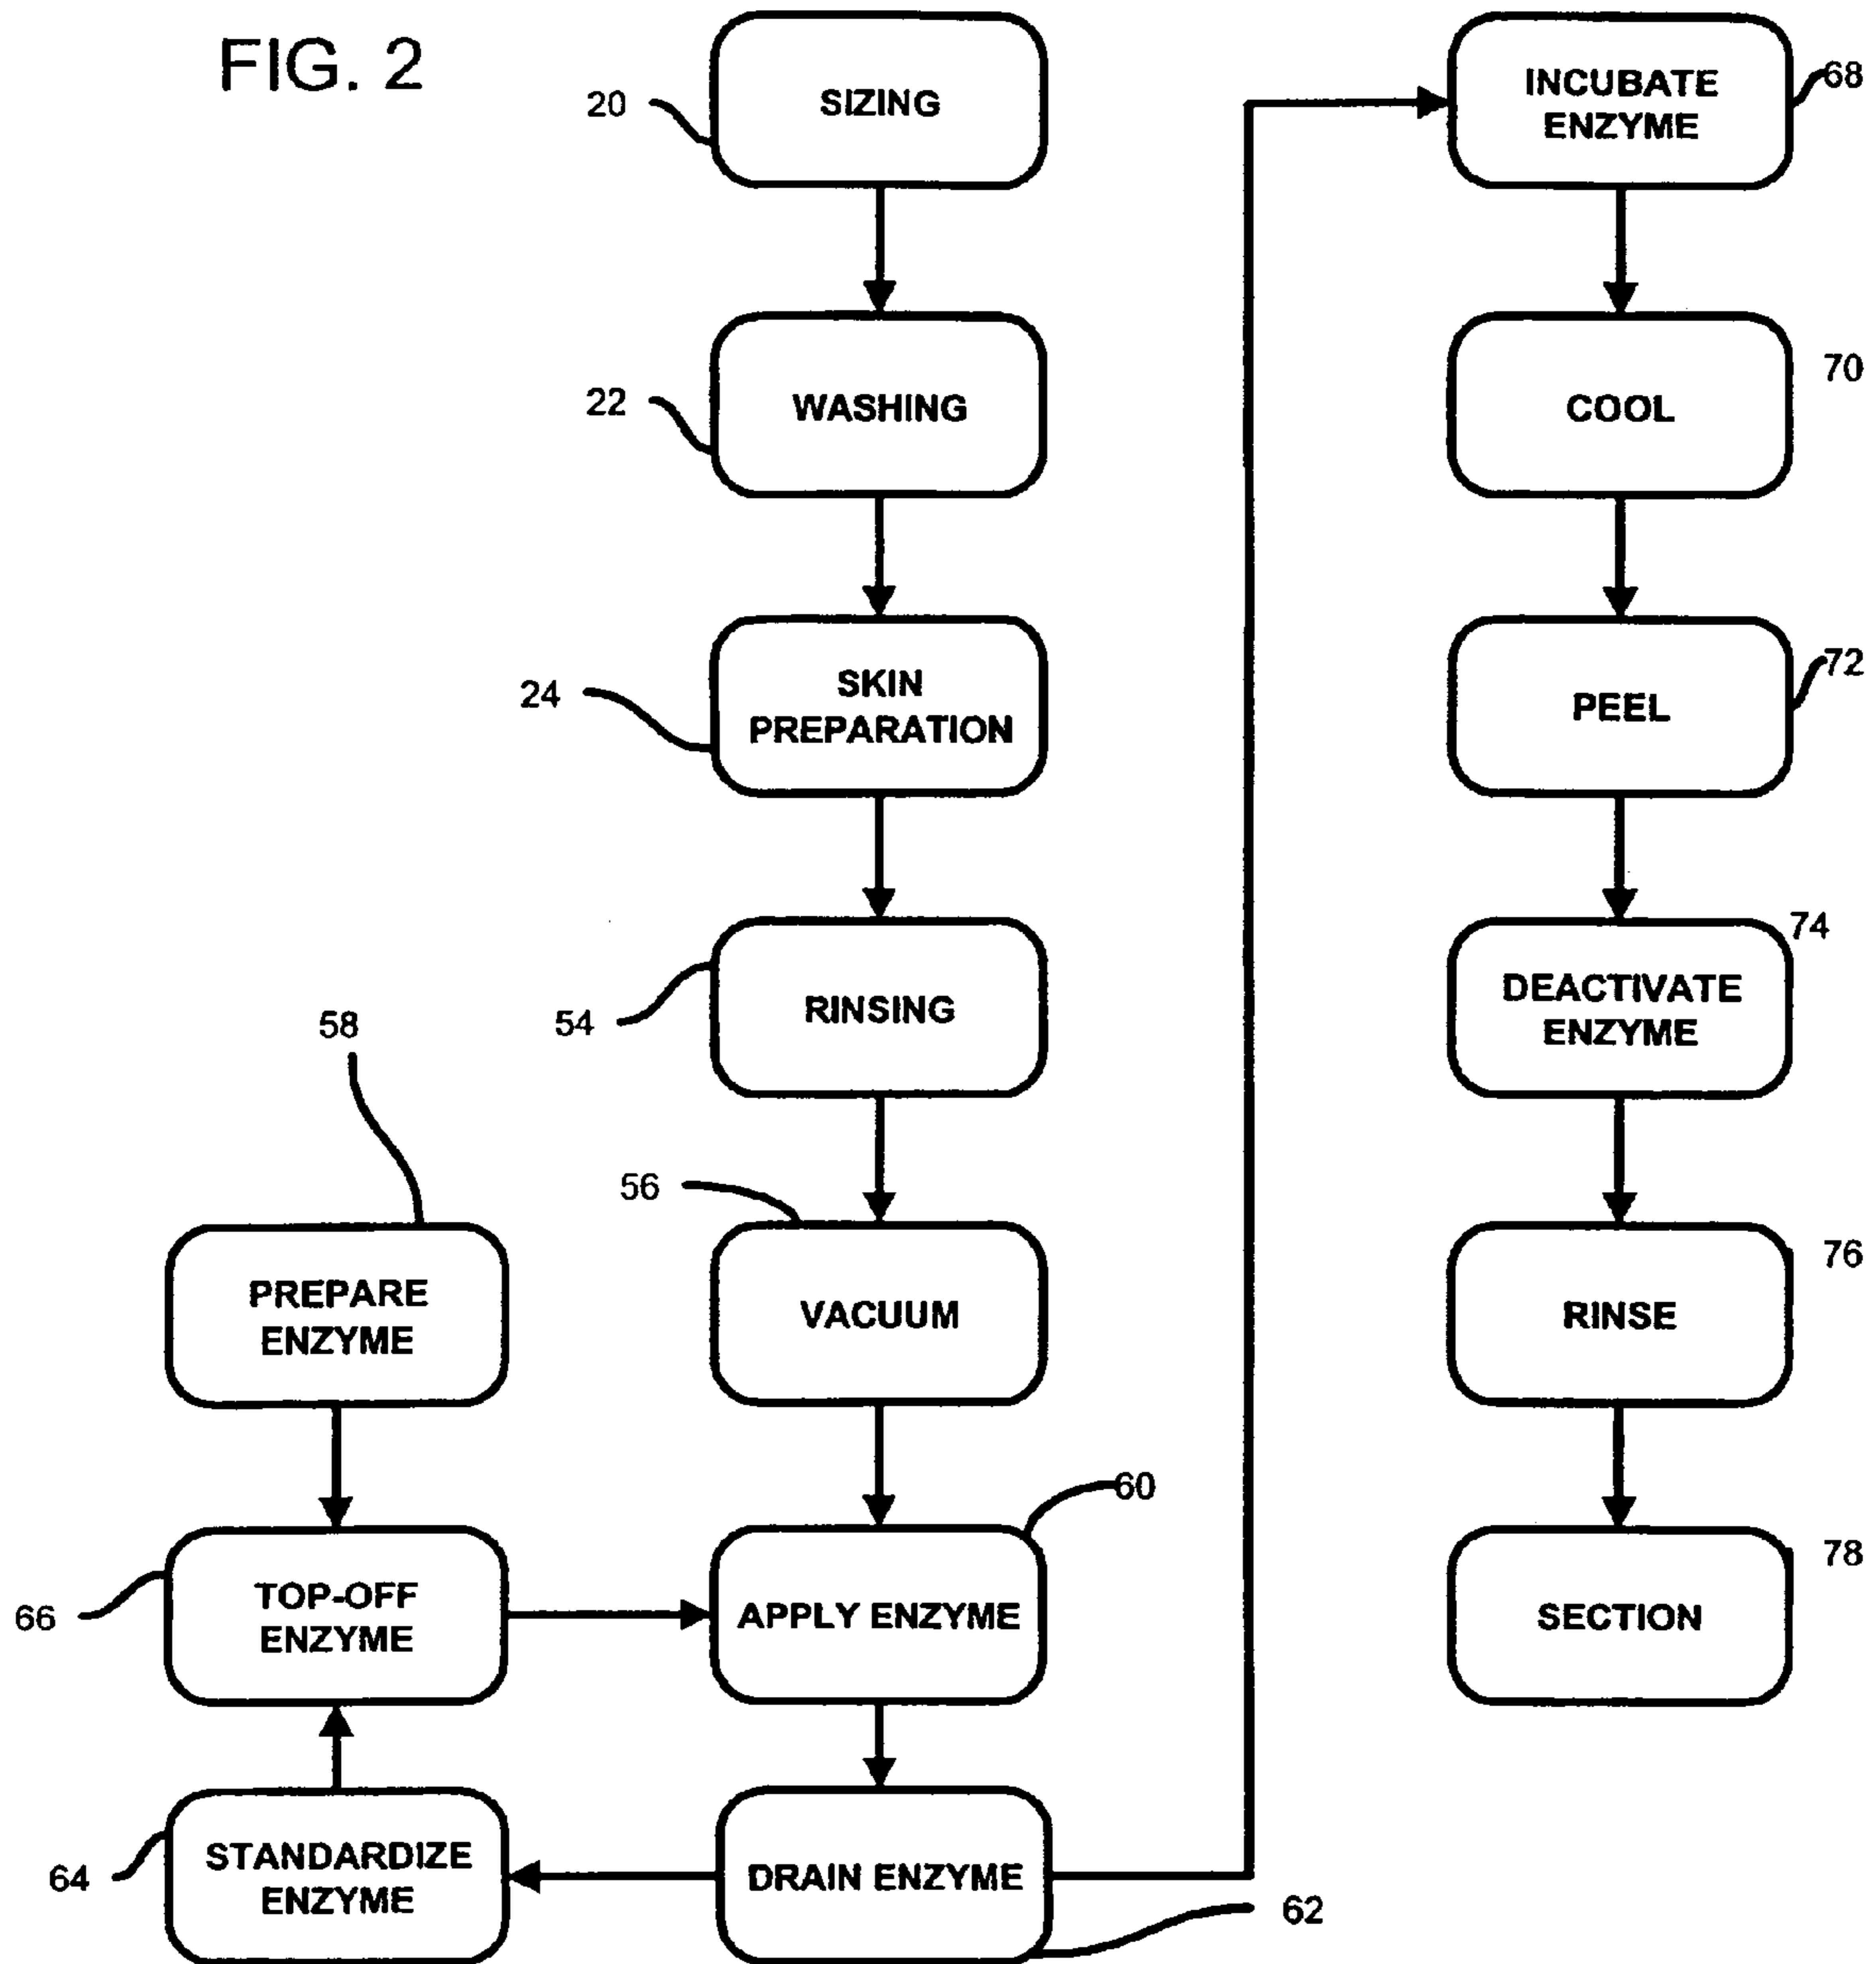 FIG. 2
20
SIZING
22
WASHING
24
SKIN
PREPARATION
54
RINSING
56
VACUUM
58
PREPARE
ENZYME
60
APPLY ENZYME
66
TOP-OFF
ENZYME
64
STANDARDIZE
ENZYME
DRAIN ENZYME
62
INCUBATE
ENZYME
68
COOL
70
PEEL
72
DEACTIVATE
ENZYME
74
RINSE
76
SECTION
78